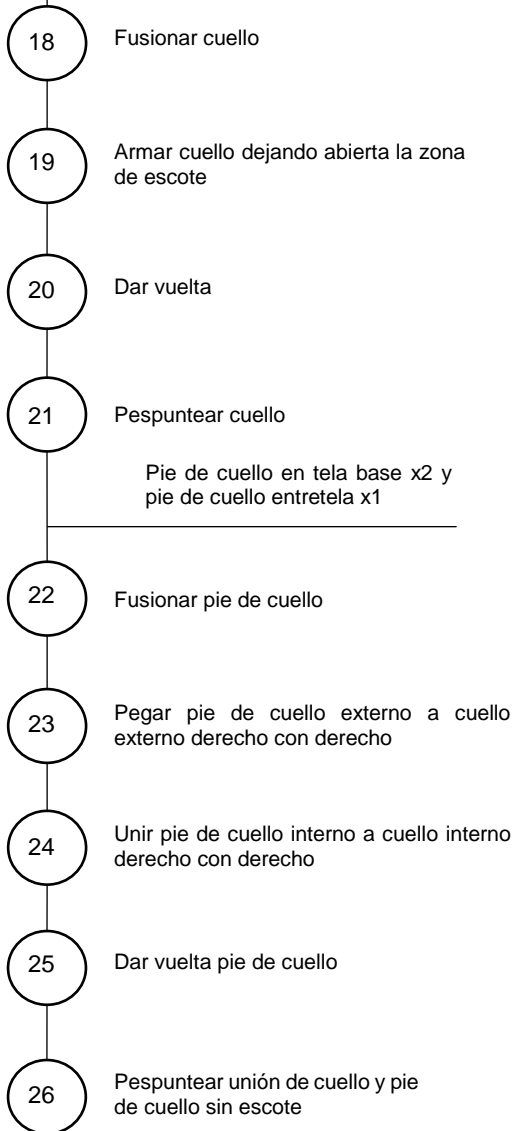 18
Fusionar cuello
19
Armar cuello dejando abierta la zona
de escote
20
Dar vuelta
21
Pespuntear cuello
Pie de cuello en tela base x2 y
pie de cuello entretela x1
22
Fusionar pie de cuello
23
Pegar pie de cuello externo a cuello
externo derecho con derecho
24
Unir pie de cuello interno a cuello interno
derecho con derecho
25
Dar vuelta pie de cuello
26
Pespuntear unión de cuello y pie
de cuello sin escote